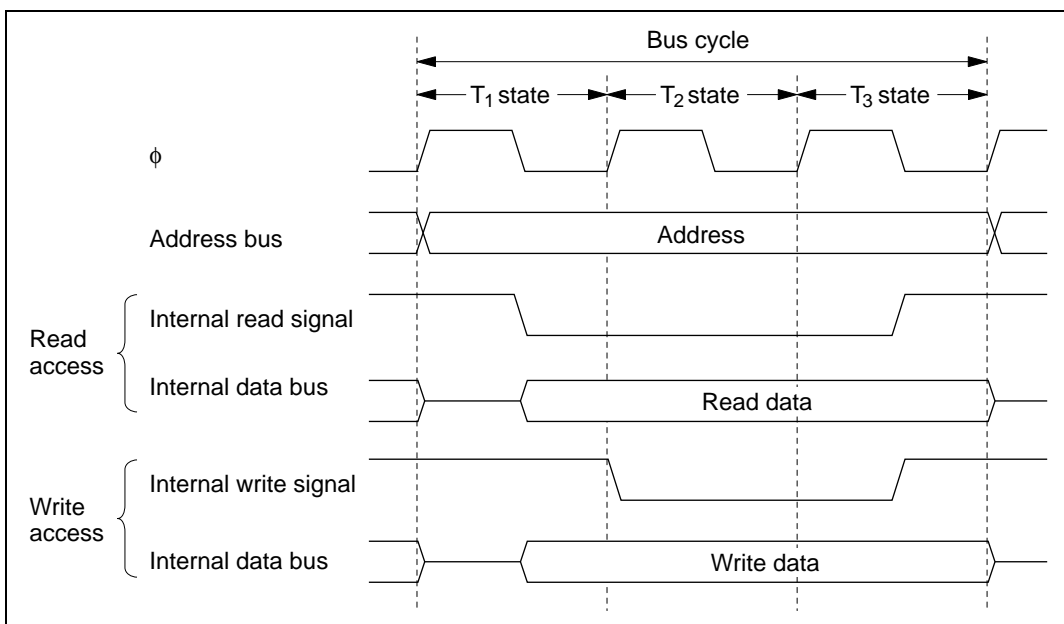 Bus cycle
T₁ state
T₂ state
T₃ state
ϕ
Address bus
Address
Read access
Internal read signal
Internal data bus
Read data
Write access
Internal write signal
Internal data bus
Write data